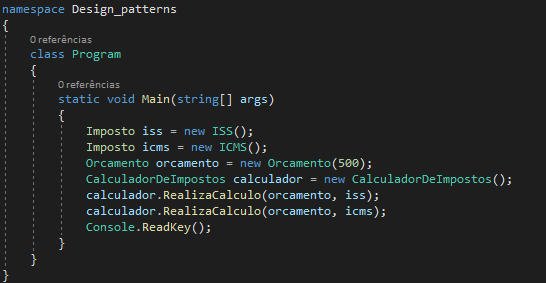 namespace Design_patterns
{
0 referências
class Program
{
0 referências
static void Main(string[] args)
{
Imposto iss = new ISS();
Imposto icms = new ICMS();
Orcamento orcamento = new Orcamento(500);
CalculadorDeImpostos calculador = new CalculadorDeImpostos();
calculador.RealizaCalculo(orcamento, iss);
calculador.RealizaCalculo(orcamento, icms);
Console.ReadKey();
}
}
}